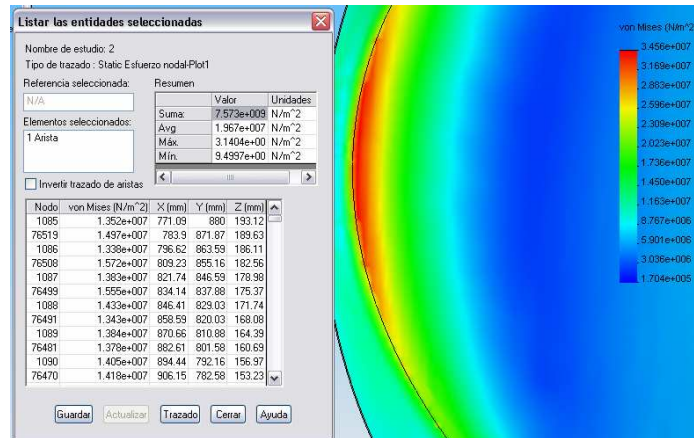 Listar las entidades seleccionadas
Nombre de estudio: 2
Tipo de trazado : Static Esfuerzo nodal-Plot1
Referencia seleccionada:
N/A
Elementos seleccionados:
1 Arista
Invertir trazado de aristas
Resumen
Valor Unidades
Suma: 7.573e+009 N/m^2
Avg 1.967e+007 N/m^2
Máx. 3.1404e+00 N/m^2
Mín. 9.4997e+00 N/m^2
Nodo von Mises (N/m^2) X (mm) Y (mm) Z (mm)
1085 1.352e+007 771.09 880 193.12
76519 1.497e+007 783.9 871.87 189.63
1086 1.338e+007 796.62 863.59 186.11
76508 1.572e+007 809.23 855.16 182.56
1087 1.383e+007 821.74 846.59 178.98
76499 1.555e+007 834.14 837.88 175.37
1088 1.433e+007 846.41 829.03 171.74
76491 1.343e+007 858.59 820.03 168.08
1089 1.384e+007 870.66 810.88 164.39
76481 1.378e+007 882.61 801.58 160.69
1090 1.405e+007 894.44 792.16 156.97
76470 1.418e+007 906.15 782.58 153.23
Guardar Actualizar Trazado Cerrar Ayuda
von Mises (N/m^2
3.456e+007
3.169e+007
2.883e+007
2.596e+007
2.309e+007
2.023e+007
1.736e+007
1.450e+007
1.163e+007
8.767e+006
5.901e+006
3.036e+006
1.704e+005